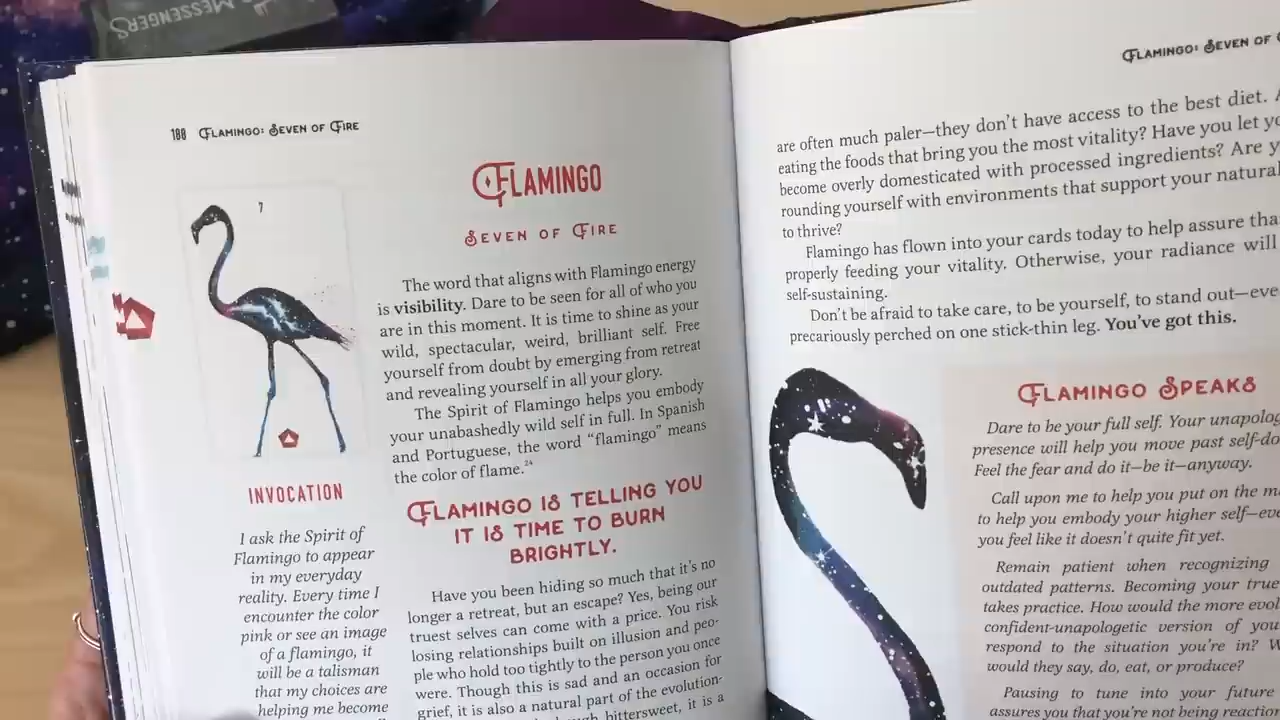 MESSENGERS
188 Flamingo: Seven of Fire
7
Flamingo
Seven of Fire
The word that aligns with Flamingo energy
is visibility. Dare to be seen for all of who you
are in this moment. It is time to shine as your
wild, spectacular, weird, brilliant self. Free
yourself from doubt by emerging from retreat
and revealing yourself in all your glory.
The Spirit of Flamingo helps you embody
your unabashedly wild self in full. In Spanish
and Portuguese, the word “flamingo” means
the color of flame.24
Flamingo is telling you
it is time to burn
brightly.
Have you been hiding so much that it’s no
longer a retreat, but an escape? Yes, being our
truest selves can come with a price. You risk
losing relationships built on illusion and peo-
ple who hold too tightly to the person you once
were. Though this is sad and an occasion for
grief, it is also a natural part of the evolution-
bittersweet, it is a
INVOCATION
I ask the Spirit of
Flamingo to appear
in my everyday
reality. Every time I
encounter the color
pink or see an image
of a flamingo, it
will be a talisman
that my choices are
helping me become
Flamingo: Seven of
are often much paler—they don’t have access to the best diet.
eating the foods that bring you the most vitality? Have you let
become overly domesticated with processed ingredients? Are
rounding yourself with environments that support your natural
to thrive?
Flamingo has flown into your cards today to help assure
properly feeding your vitality. Otherwise, your radiance will
self-sustaining.
Don’t be afraid to take care, to be yourself, to stand out—
precariously perched on one stick-thin leg. You’ve got this.
Flamingo Speaks
Dare to be your full self. Your
presence will help you move past
Feel the fear and do it—be it—anyway.
Call upon me to help you put on the
to help you embody your higher self—
you feel like it doesn’t quite fit yet.
Remain patient when recognizing
outdated patterns. Becoming your true
takes practice. How would the more
confident-unapologetic version of
respond to the situation you’re in?
would they say, do, eat, or produce?
Pausing to tune into your future
assures you that you’re not being